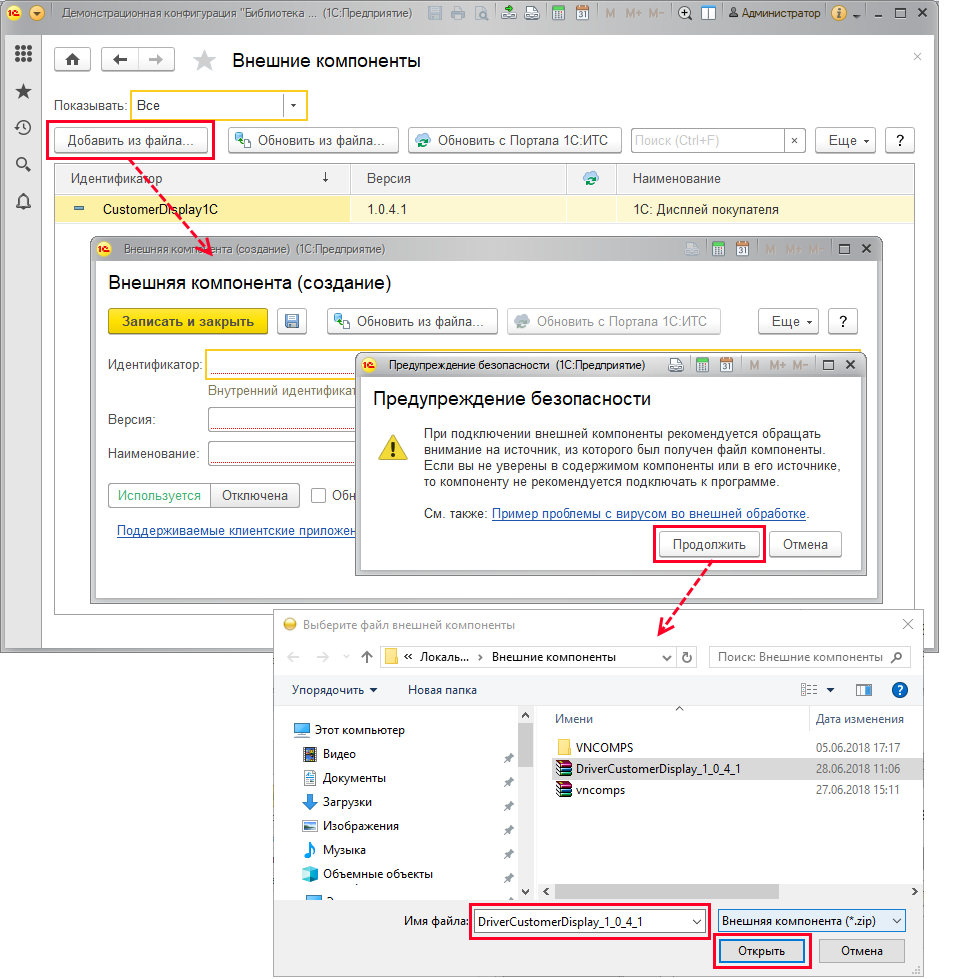 Демонстрационная конфигурация "Библиотека ... (1С:Предприятие)
M M+ M-
Администратор
Внешние компоненты
Показывать: Все
Добавить из файла...
Обновить из файла...
Обновить с Портала 1С:ИТС
Поиск (Ctrl+F)
×
Еще
?
Идентификатор ↓
Версия
Наименование
CustomerDisplay1C
1.0.4.1
1С: Дисплей покупателя
Внешняя компонента (создание) (1С:Предприятие)
31
M M+ M-
Внешняя компонента (создание)
Записать и закрыть
Обновить из файла...
Обновить с Портала 1С:ИТС
Еще
?
Идентификатор:
Внутренний идентификат
Версия:
Наименование:
Используется
Отключена
Обн
Поддерживаемые клиентские приложен
Предупреждение безопасности (1С:Предприятие)
31
M M+ M-
Предупреждение безопасности
При подключении внешней компоненты рекомендуется обращать
внимание на источник, из которого был получен файл компоненты.
Если вы не уверены в содержимом компоненты или в его источнике,
то компоненту не рекомендуется подключать к программе.
См. также: Пример проблемы с вирусом во внешней обработке.
Продолжить
Отмена
Выберите файл внешней компоненты
« Локаль... › Внешние компоненты
Поиск: Внешние компоненты
Упорядочить
Новая папка
?
Имени
Дата изменения
Этот компьютер
Видео
Документы
Загрузки
Изображения
Музыка
Объемные объекты
VNCOMPS
05.06.2018 17:17
DriverCustomerDisplay_1_0_4_1
28.06.2018 11:06
vncomps
27.06.2018 15:11
Имя файла: DriverCustomerDisplay_1_0_4_1
Внешняя компонента (*.zip)
Открыть
Отмена